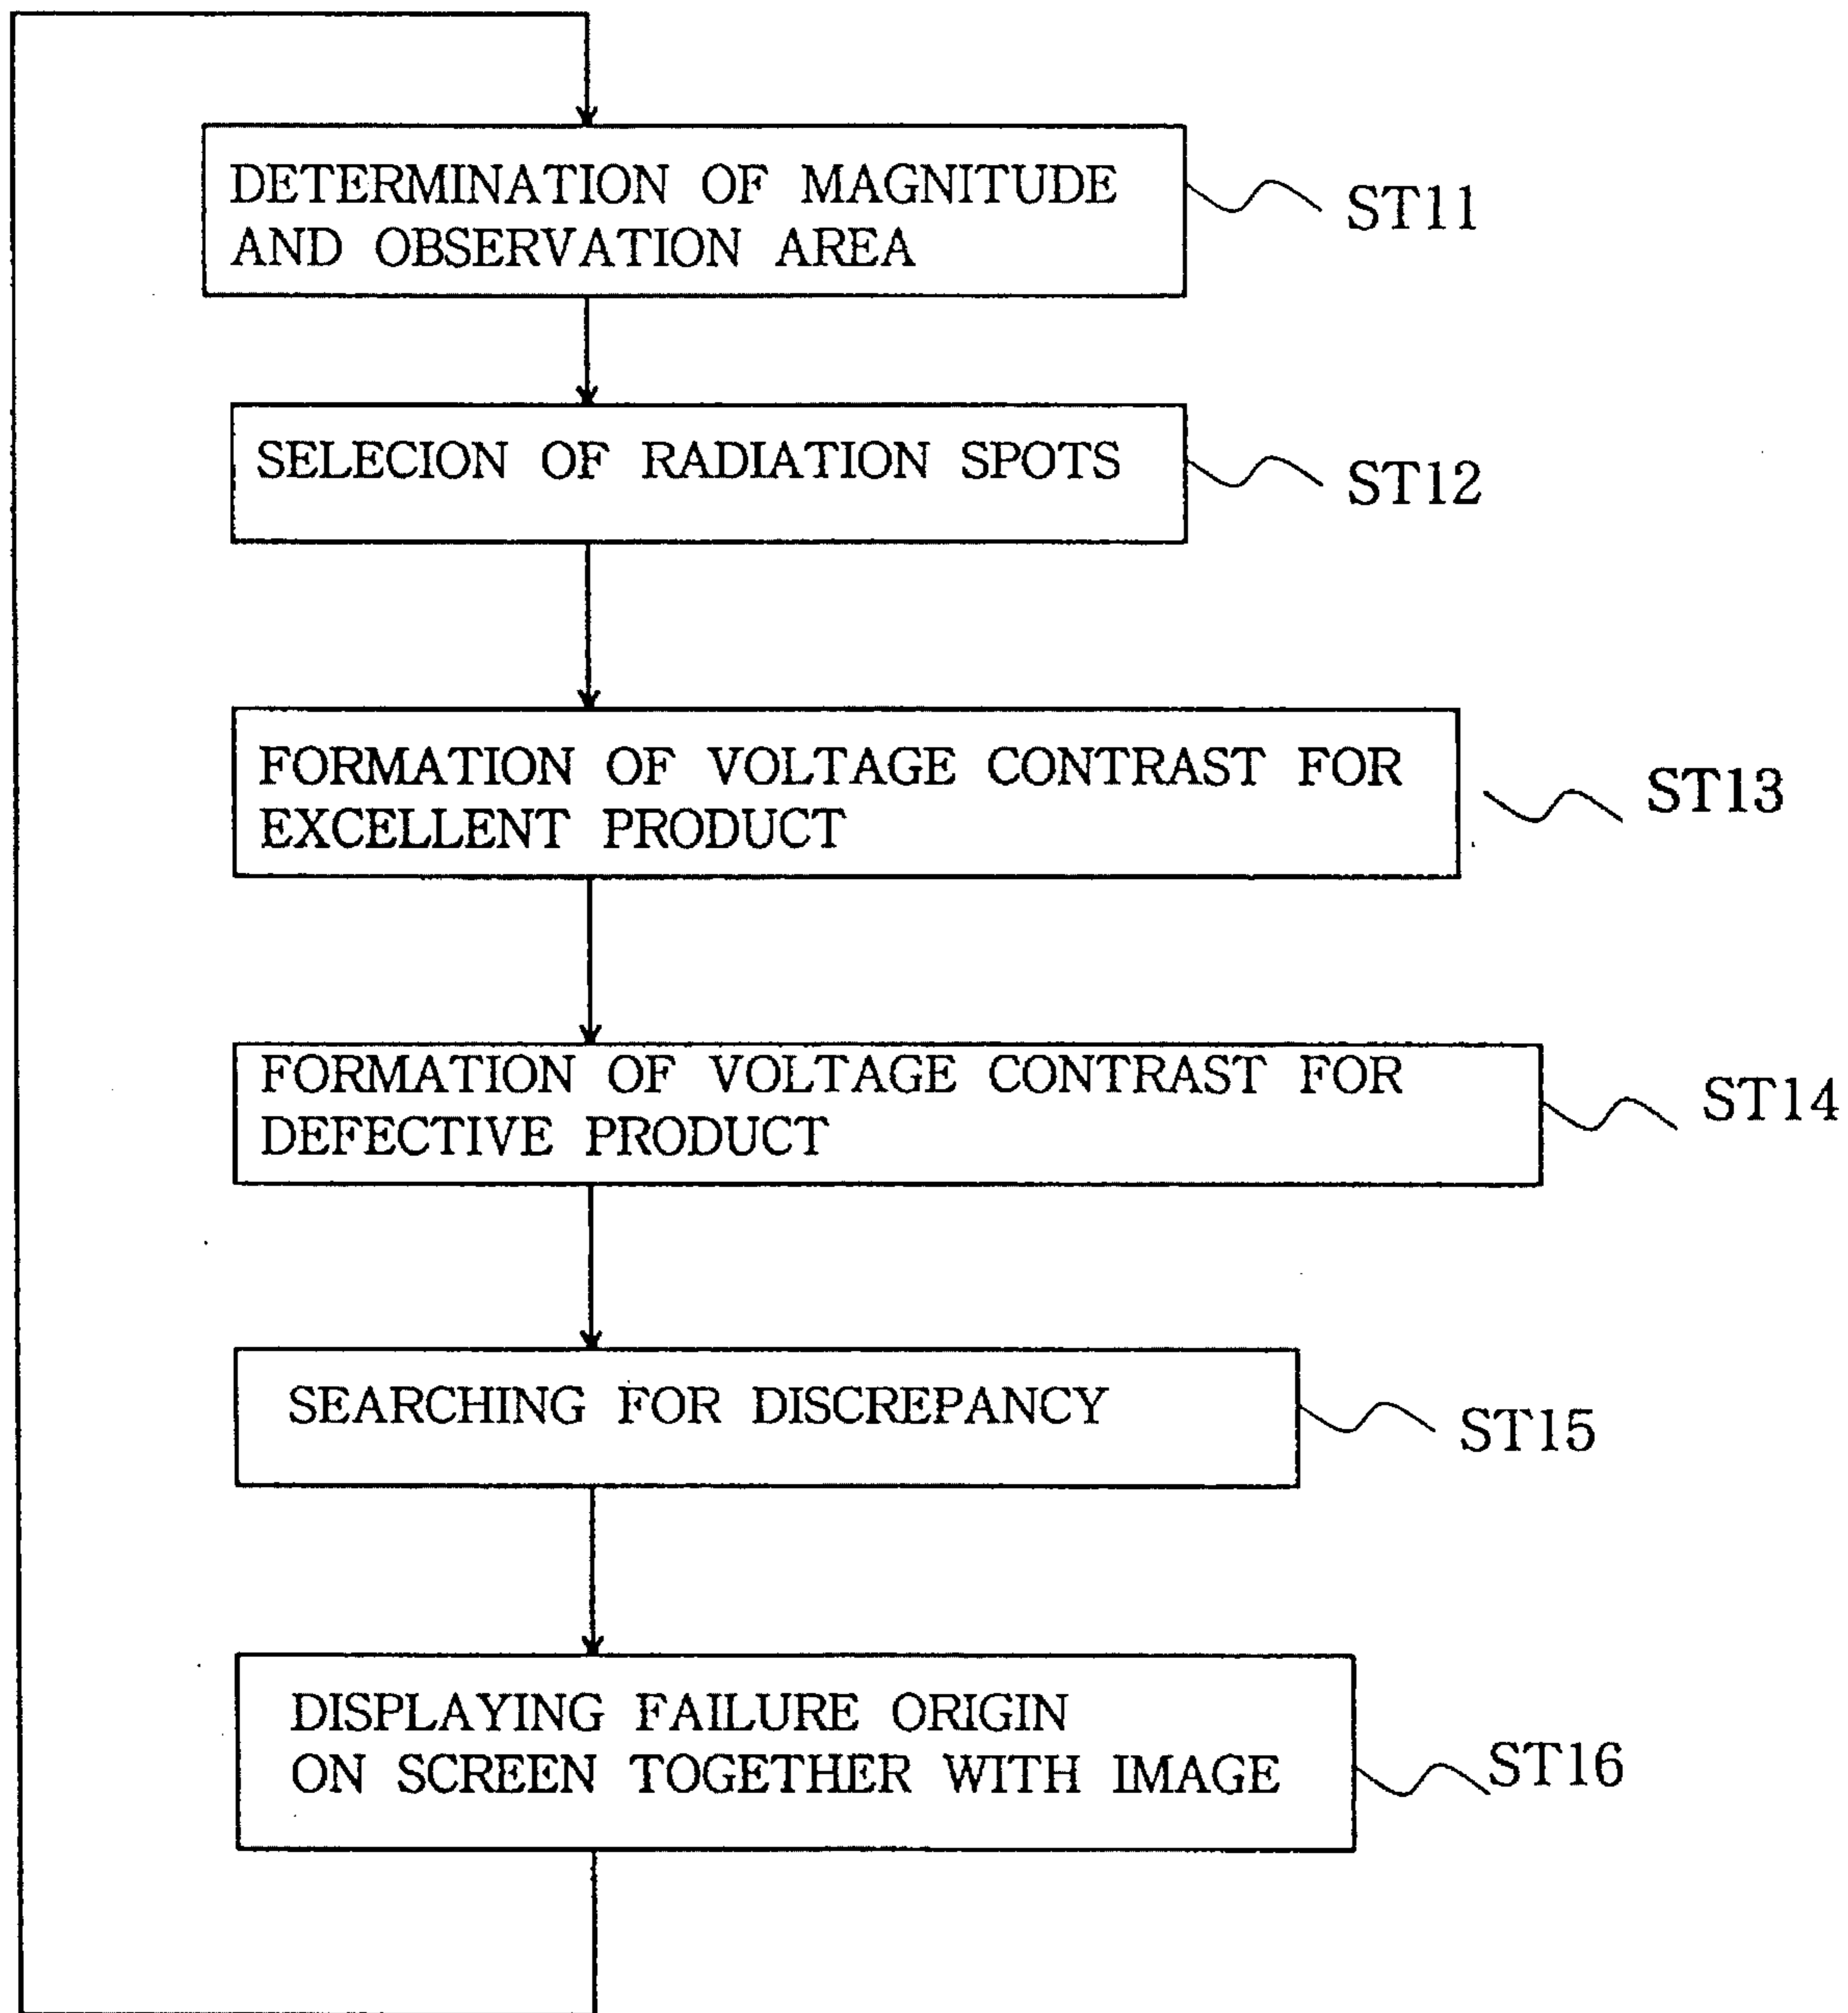 DETERMINATION OF MAGNITUDE
AND OBSERVATION AREA
ST11
SELECION OF RADIATION SPOTS
ST12
FORMATION OF VOLTAGE CONTRAST FOR
EXCELLENT PRODUCT
ST13
FORMATION OF VOLTAGE CONTRAST FOR
DEFECTIVE PRODUCT
ST14
SEARCHING FOR DISCREPANCY
ST15
DISPLAYING FAILURE ORIGIN
ON SCREEN TOGETHER WITH IMAGE
ST16